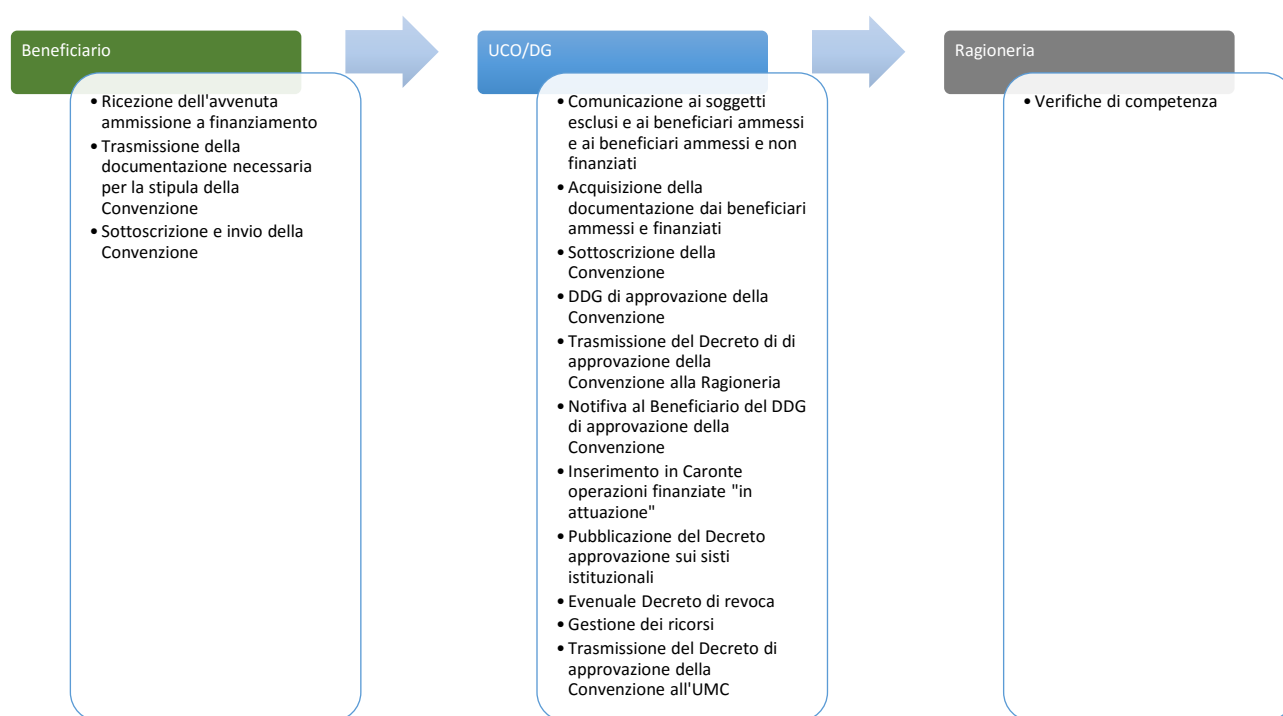 Beneficiario
• Ricezione dell'avvenuta
ammissione a finanziamento
• Trasmissione della
documentazione necessaria
per la stipula della
Convenzione
• Sottoscrizione e invio della
Convenzione
UCO/DG
• Comunicazione ai soggetti
esclusi e ai beneficiari ammessi
e ai beneficiari ammessi e non
finanziati
• Acquisizione della
documentazione dai beneficiari
ammessi e finanziati
• Sottoscrizione della
Convenzione
• DDG di approvazione della
Convenzione
• Trasmissione del Decreto di di
approvazione della
Convenzione alla Ragioneria
• Notifiva al Beneficiario del DDG
di approvazione della
Convenzione
• Inserimento in Caronte
operazioni finanziate "in
attuazione"
• Pubblicazione del Decreto
approvazione sui sisti
istituzionali
• Evenuale Decreto di revoca
• Gestione dei ricorsi
• Trasmissione del Decreto di
approvazione della
Convenzione all'UMC
Ragioneria
• Verifiche di competenza